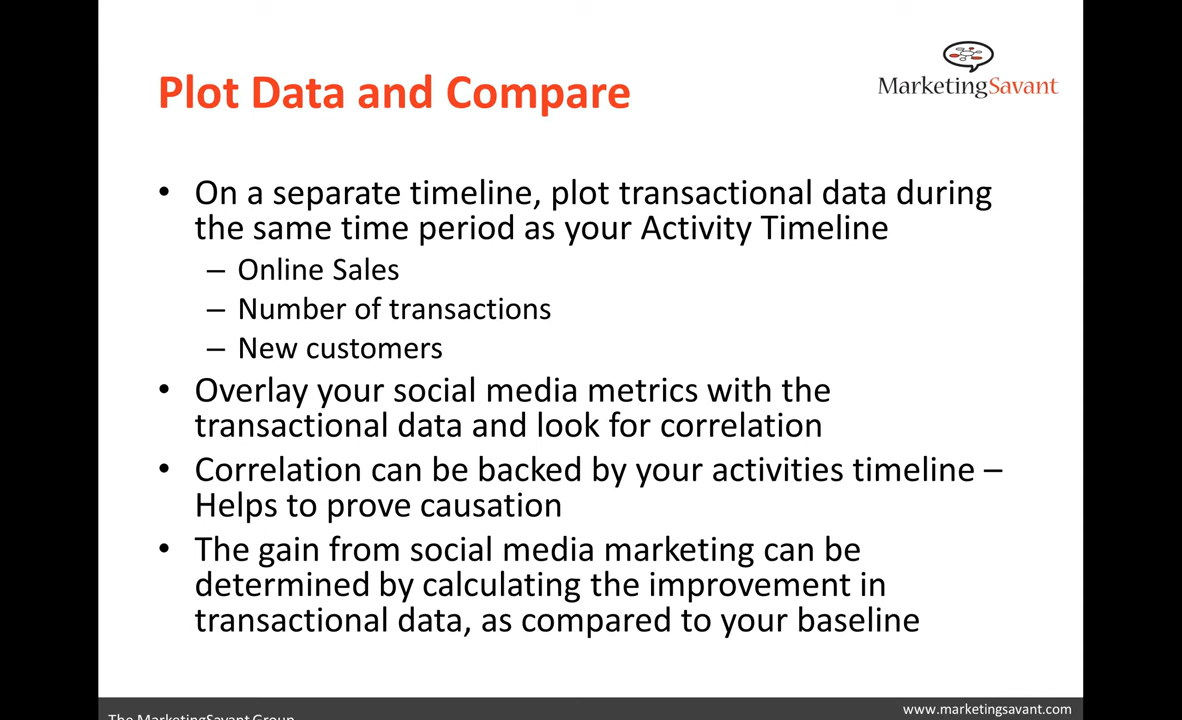 MarketingSavant
Plot Data and Compare
• On a separate timeline, plot transactional data during
the same time period as your Activity Timeline
– Online Sales
– Number of transactions
– New customers
• Overlay your social media metrics with the
transactional data and look for correlation
• Correlation can be backed by your activities timeline –
Helps to prove causation
• The gain from social media marketing can be
determined by calculating the improvement in
transactional data, as compared to your baseline
The MarketingSavant Group
www.marketingsavant.com